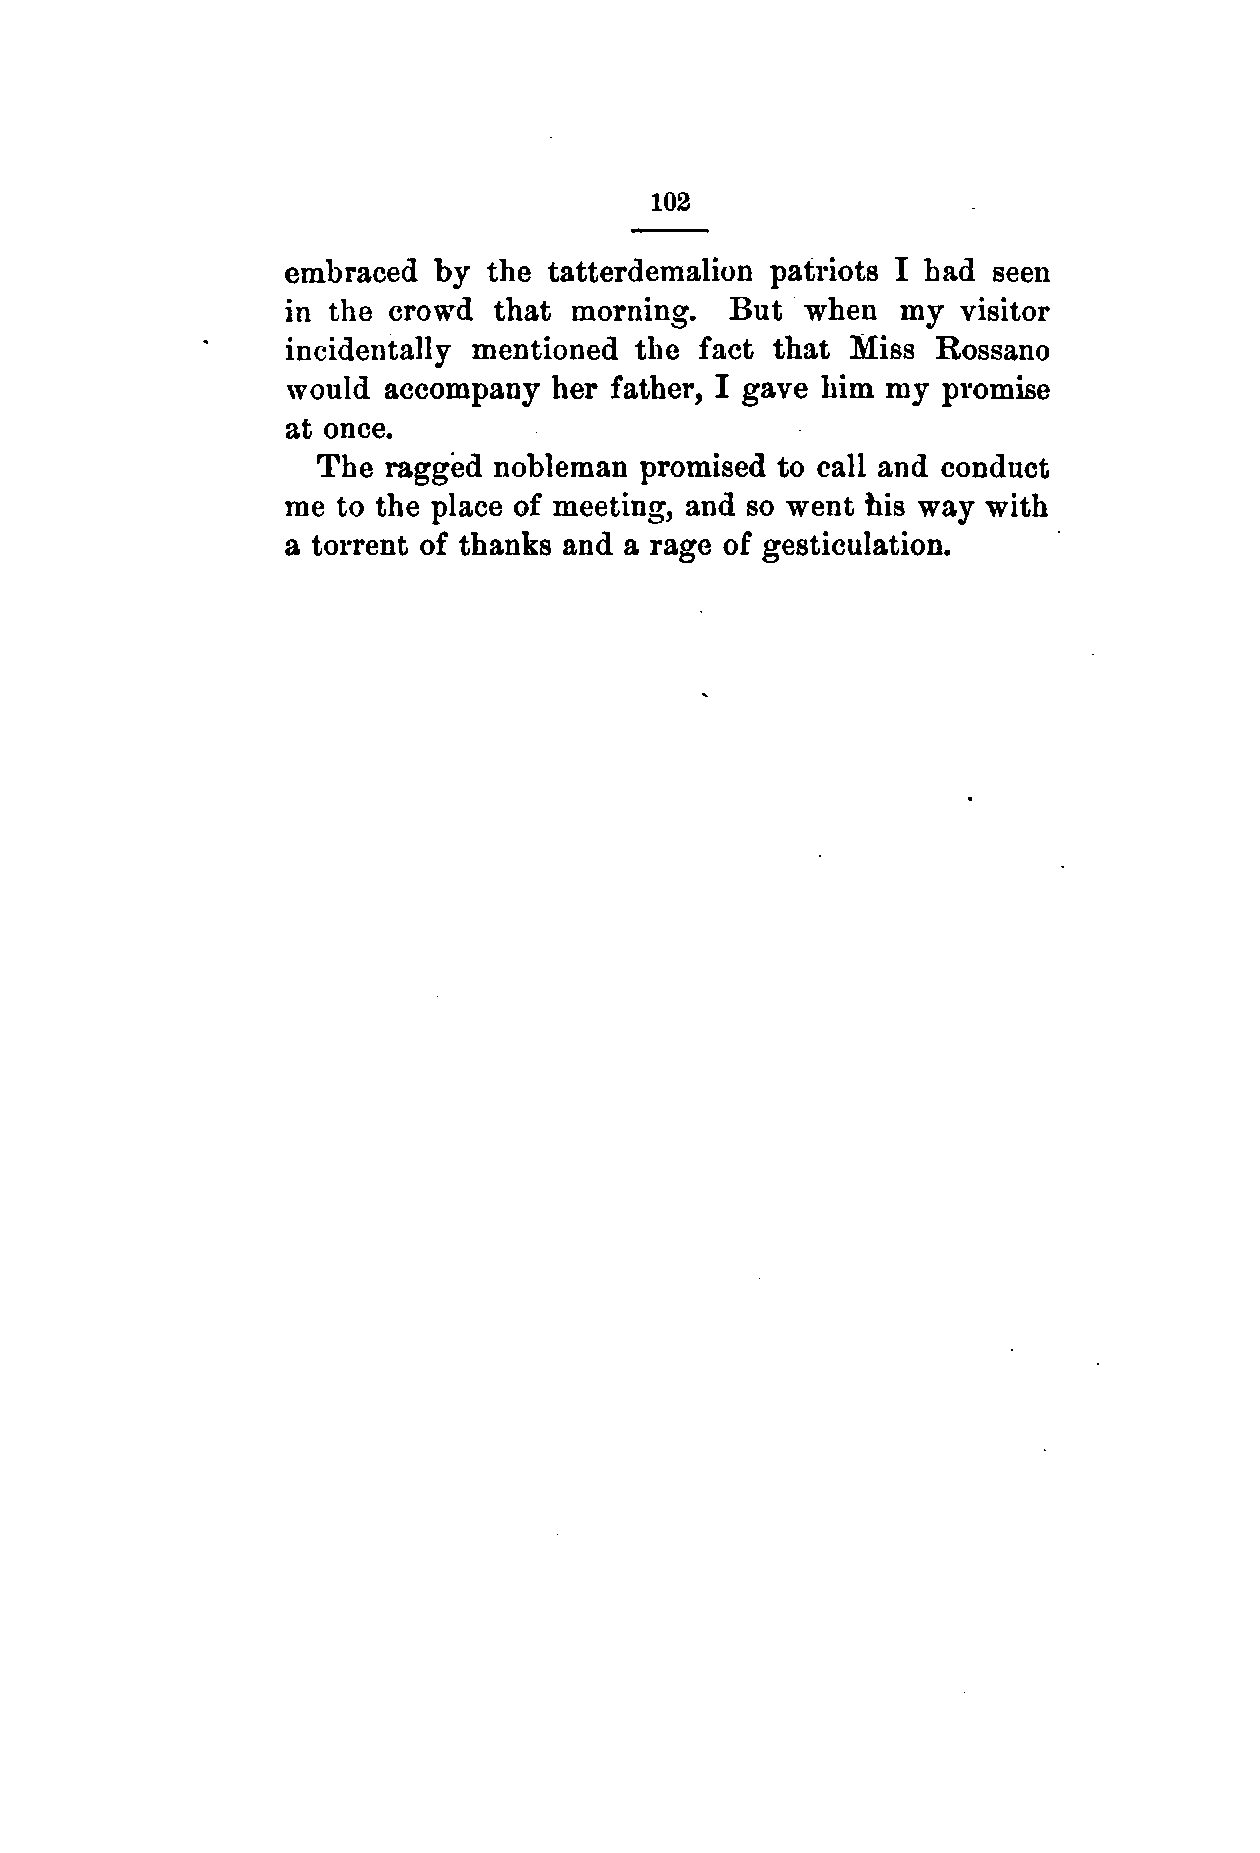 102
embraced by the tatterdemalion patriots I had seen
in the crowd that morning. But when my visitor
incidentally mentioned the fact that Miss Rossano
would accompany her father, I gave him my promise
at once.
The ragged nobleman promised to call and conduct
me to the place of meeting, and so went his way with
a torrent of thanks and a rage of gesticulation.